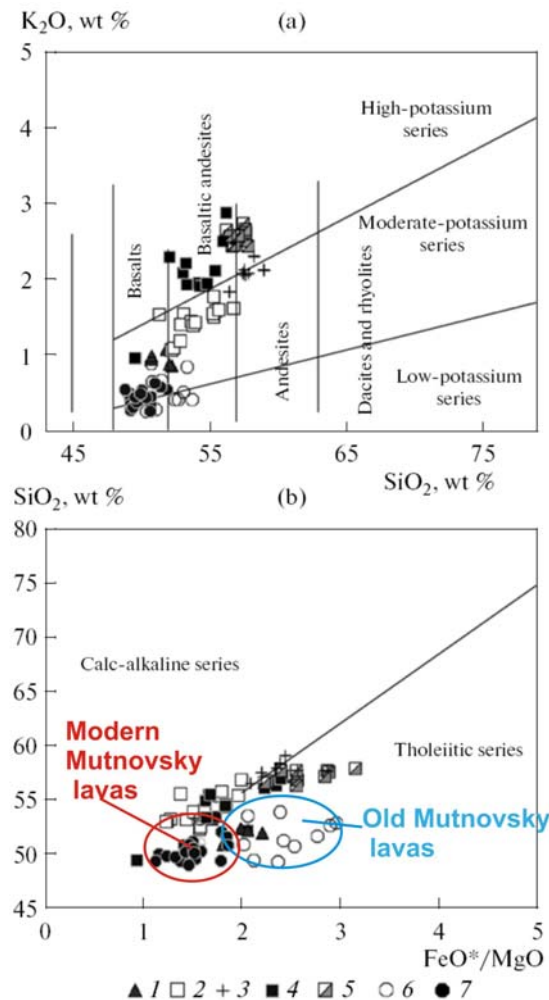 K₂O, wt %
(a)
5
4
3
2
1
0
High-potassium
series
Moderate-potassium
series
Low-potassium
series
Basalts
Basaltic andesites
Andesites
Dacites and rhyolites
45
55
65
75
SiO₂, wt %
SiO₂, wt %
(b)
80
75
70
65
60
55
50
45
40
Calc-alkaline series
Tholeiitic series
Modern
Mutnovsky
lavas
Old Mutnovsky
lavas
0
1
2
3
4
5
FeO*/MgO
1 2 3 4 5 6 7